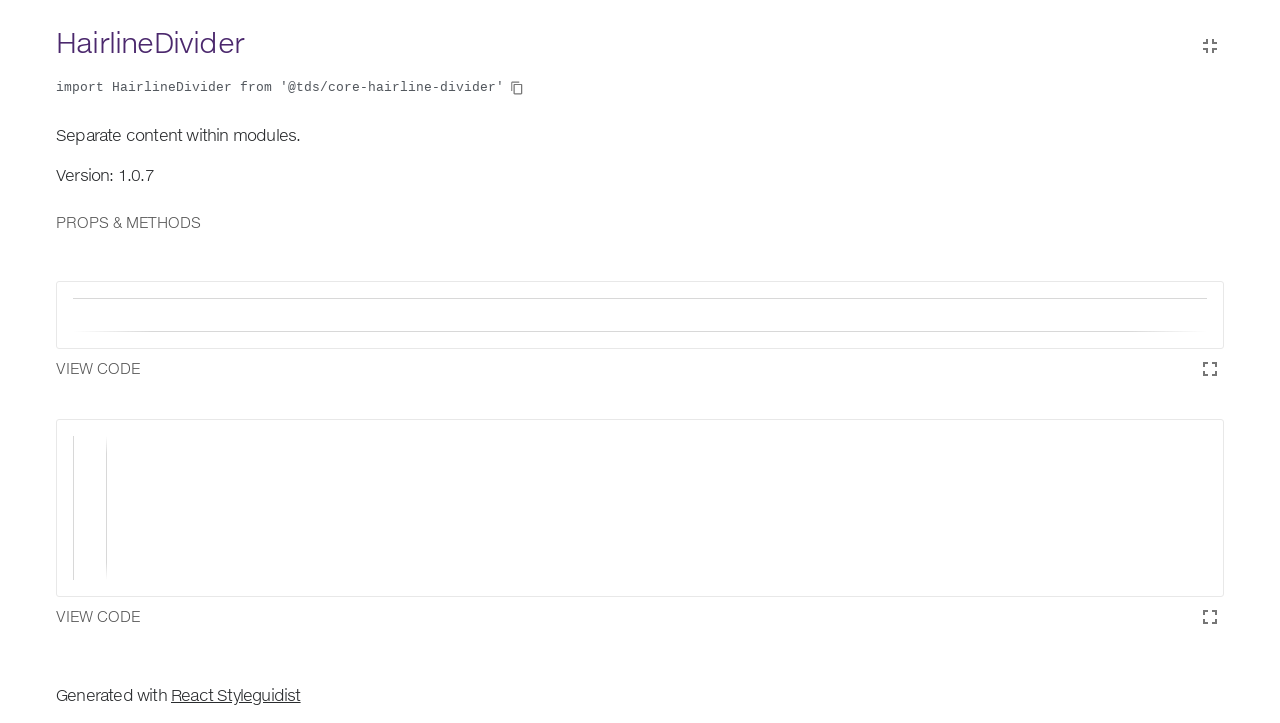 HairlineDivider
import HairlineDivider from '@tds/core-hairline-divider'
Separate content within modules.
Version: 1.0.7
PROPS & METHODS
VIEW CODE
VIEW CODE
Generated with React Styleguidist